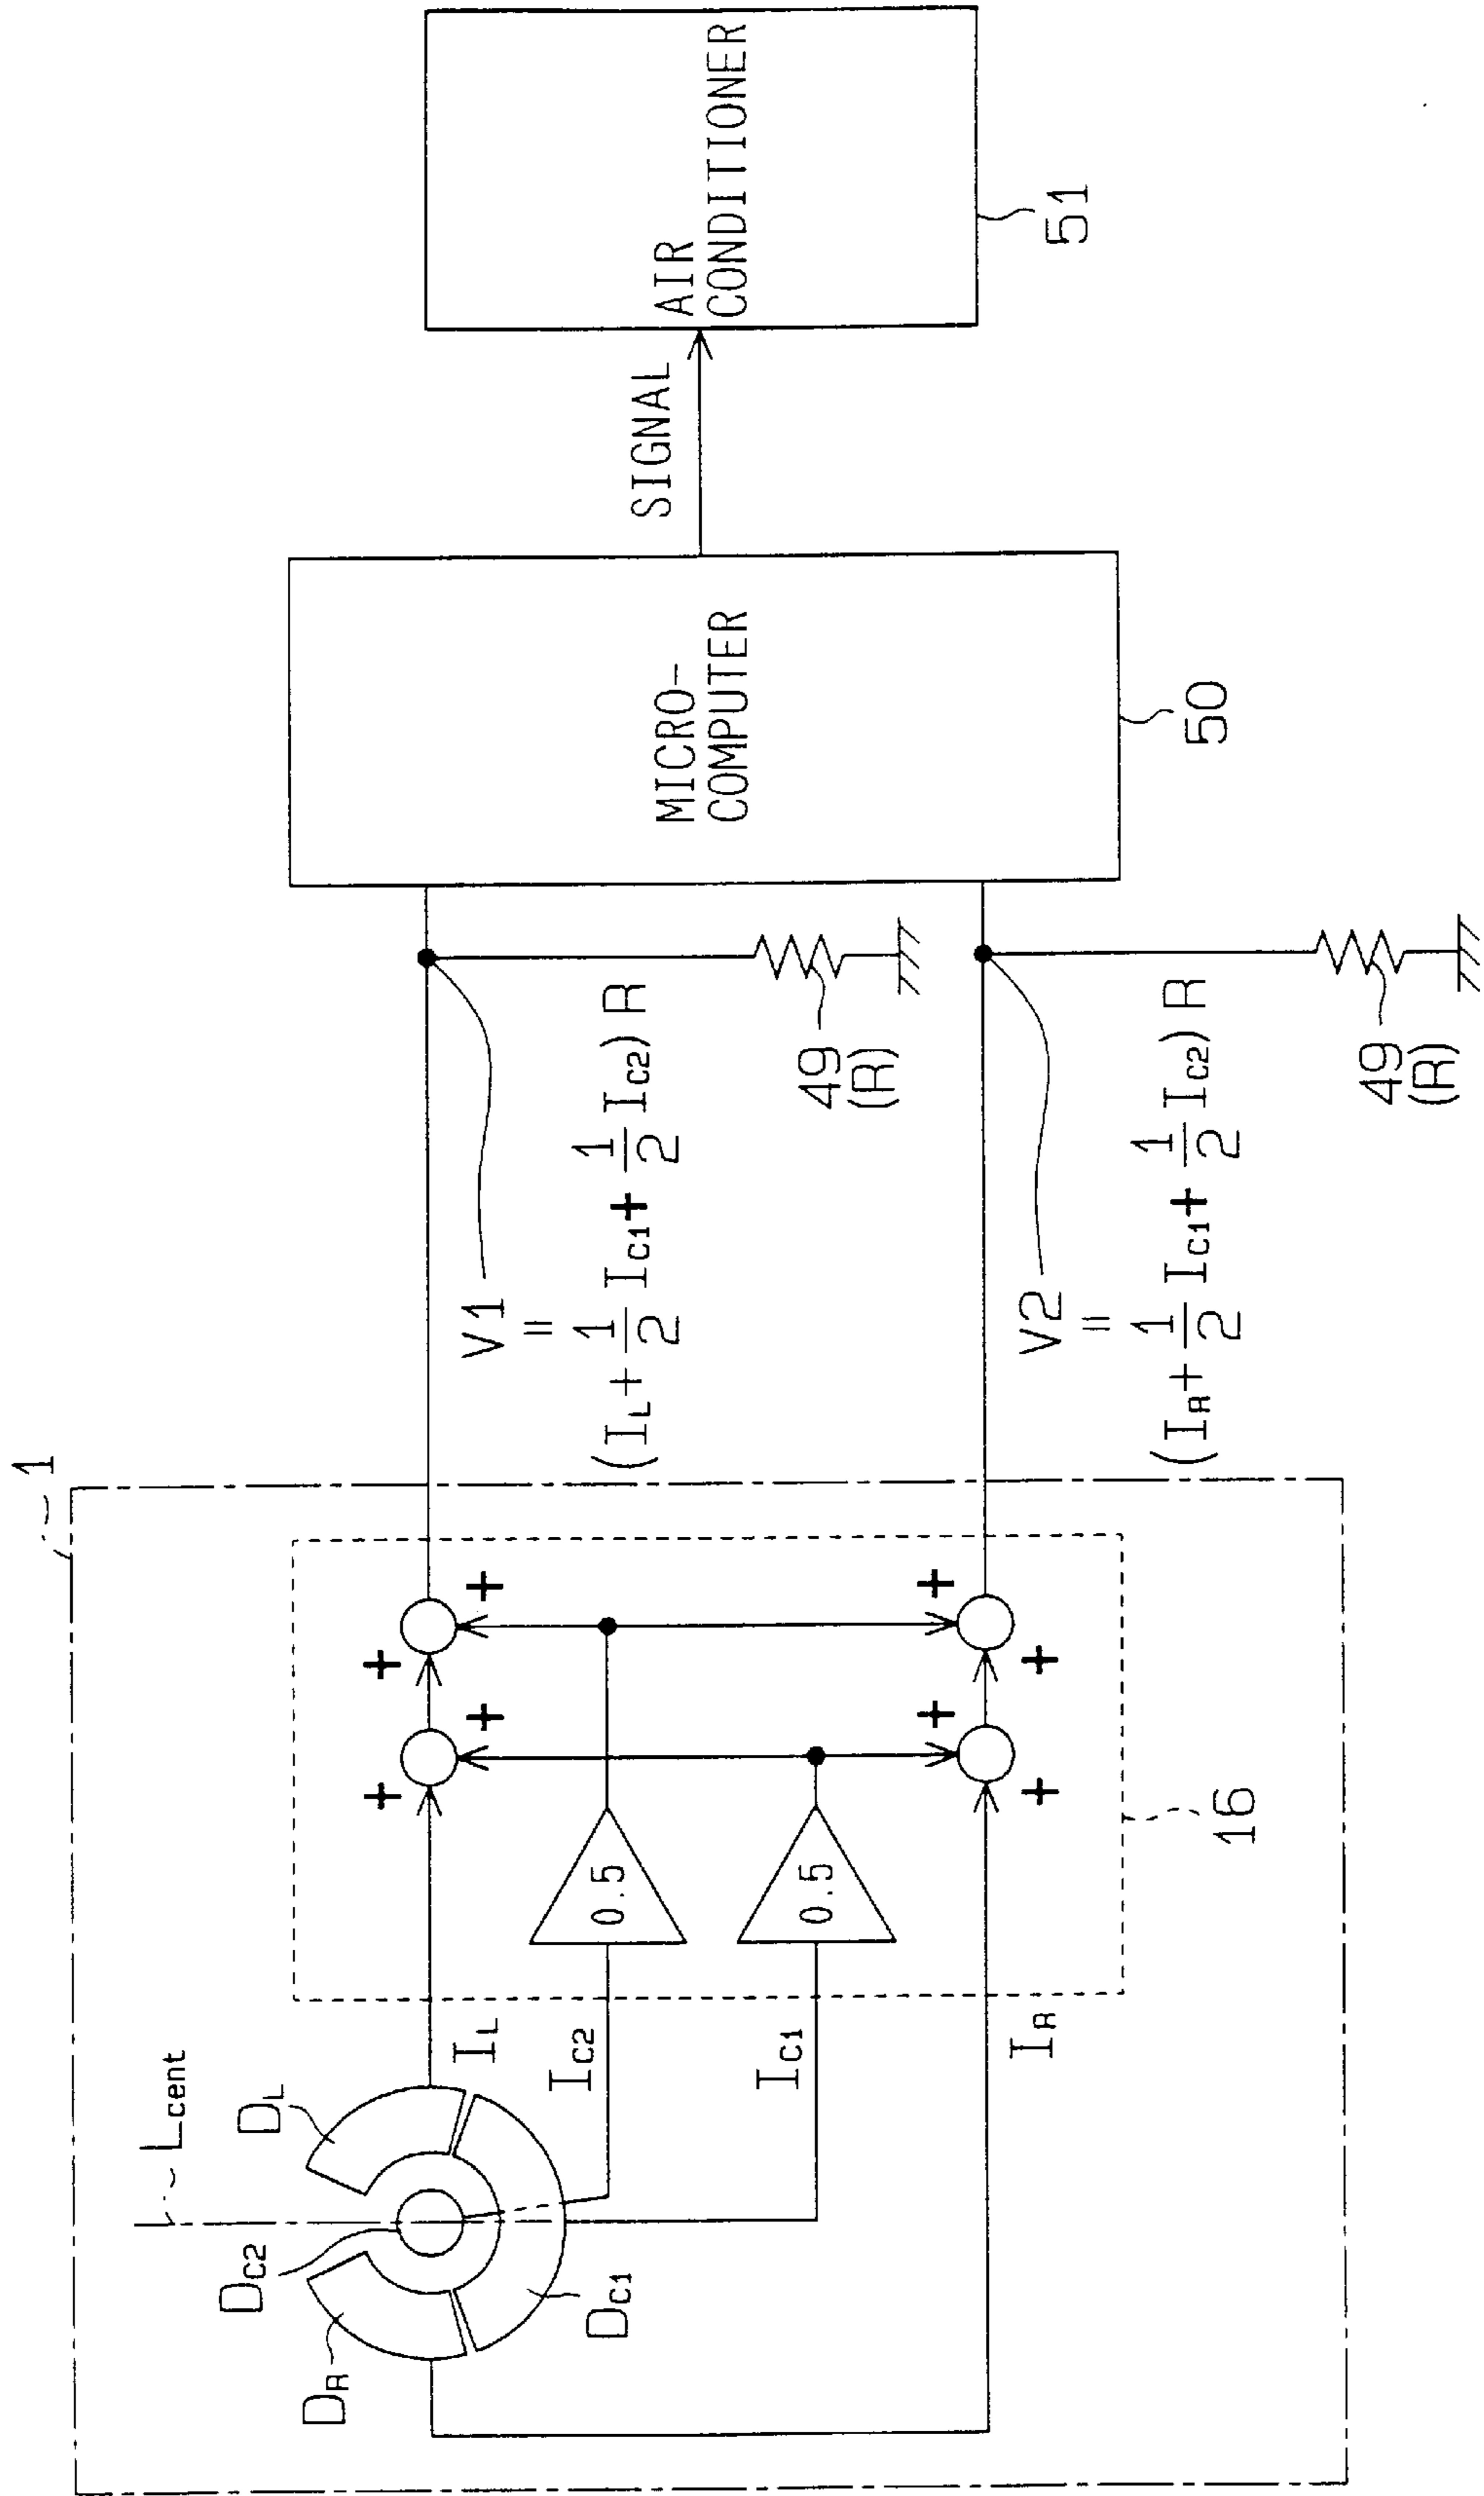 1
Lcent
DL
DC2
DR
DC1
IL
IC2
IC1
IR
0.5
0.5
+
+
+
+
+
+
+
+
16
V1
=
(IL+ 1/2 IC1+ 1/2 IC2) R
49
(R)
V2
=
(IR+ 1/2 IC1+ 1/2 IC2) R
49
(R)
MICRO-
COMPUTER
50
SIGNAL
AIR
CONDITIONER
51